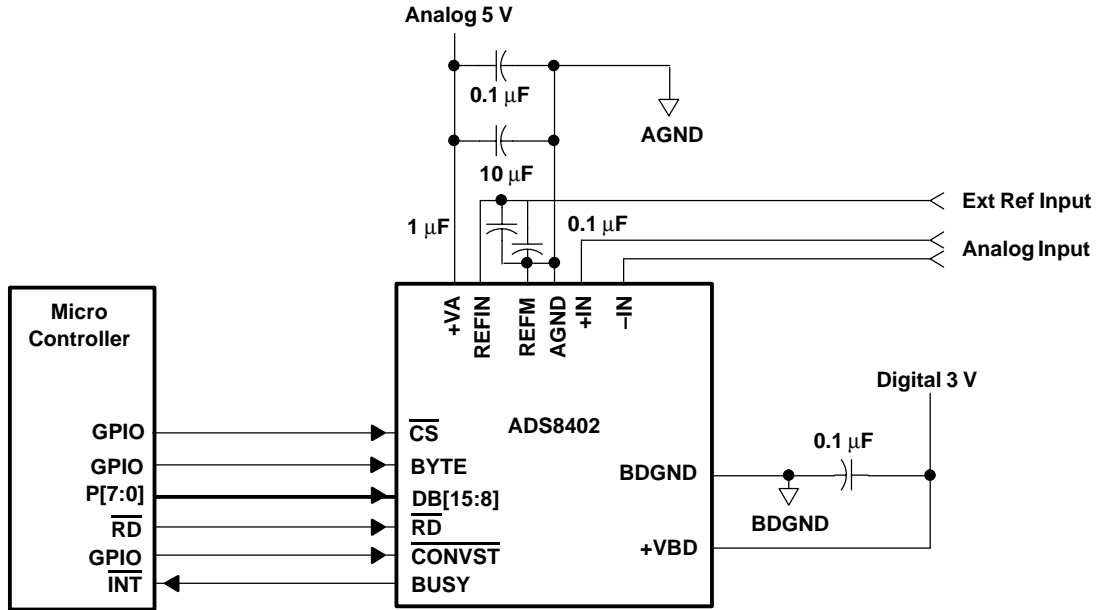 Analog 5 V
0.1 μF
AGND
10 μF
1 μF
0.1 μF
Ext Ref Input
Analog Input
Micro
Controller
+VA
REFIN
REFM
AGND
+IN
–IN
Digital 3 V
GPIO
CS
ADS8402
0.1 μF
GPIO
BYTE
BDGND
P[7:0]
DB[15:8]
BDGND
RD
RD
GPIO
CONVST
+VBD
INT
BUSY